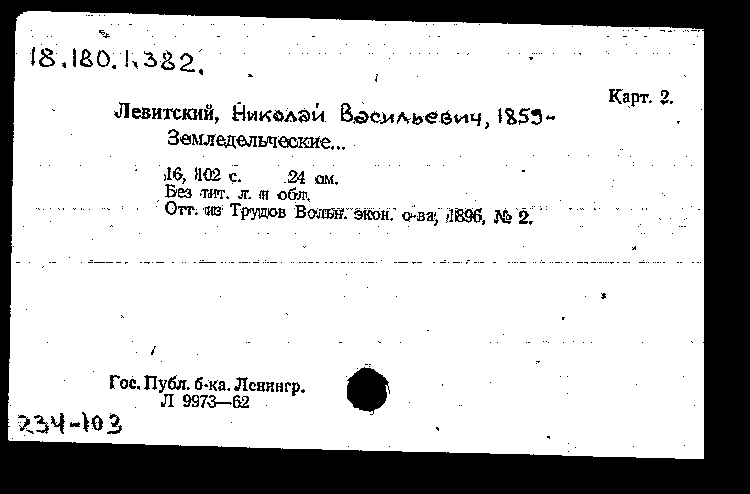 18.180.1.382.
Карт. 2.
Левитский, Николай Васильевич, 1859-
Земледельческие...
16, 102 с. 24 см.
Без тит. л. и обл.
Отт. из Трудов Вольн. экон. о-ва, 1896, № 2.
Гос. Публ. б-ка. Ленингр.
Л 9973—62
234-103